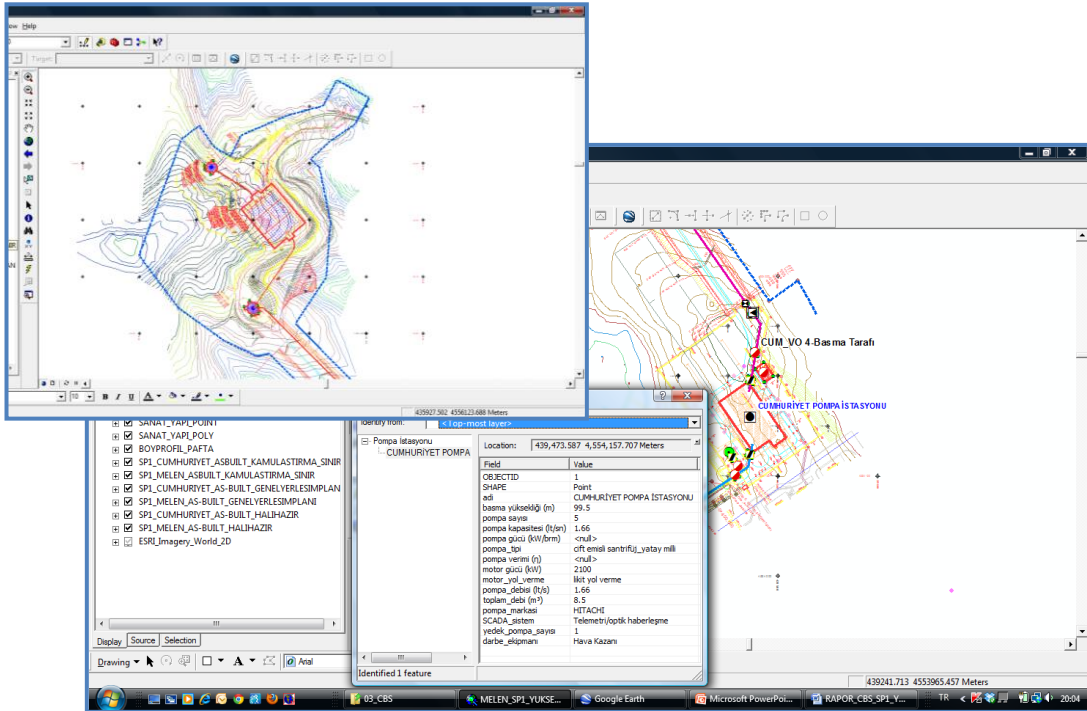 ew Help
Target:
10
B I U A
435927.502 4556123.688 Meters
CUM_VO 4-Basma Tarafı
CUMHURİYET POMPA İSTASYONU
SANAT_YAPI_POINT
SANAT_YAPI_POLY
BOYPROFIL_PAFTA
SP1_CUMHURIYET_ASBUILT_KAMULASTIRMA_SINIR
SP1_MELEN_ASBUILT_KAMULASTIRMA_SINIR
SP1_CUMHURIYET_AS-BUILT_GENELYERLESIMPLAN
SP1_MELEN_AS-BUILT_GENELYERLESIMPLANI
SP1_CUMHURIYET_AS-BUILT_HALIHAZIR
SP1_MELEN_AS-BUILT_HALIHAZIR
ESRI_Imagery_World_2D
Display Source Selection
Drawing A Arial
Identify from: <Top-most layer>
Pompa Istasyonu
CUMHURİYET POMPA
Location: 439,473.587 4,554,157.707 Meters
Field Value
OBJECTID 1
SHAPE Point
adi CUMHURİYET POMPA İSTASYONU
basma yüksekliği (m) 99.5
pompa sayısı 5
pompa kapasitesi (lt/sn) 1.66
pompa gücü (kW/brm) <null>
pompa_tipi cift emisli santrifüj_yatay milli
pompa verimi (η) <null>
motor gücü (kW) 2100
motor_yol_verme likit yol verme
pompa_debisi (lt/s) 1.66
toplam_debi (m³) 8.5
pompa_markasi HITACHI
SCADA_sistem Telemetri/optik haberleşme
yedek_pompa_sayısı 1
darbe_ekipmanı Hava Kazanı
Identified 1 feature
439241.713 4553965.457 Meters
03_CBS
MELEN_SP1_YUKSE...
Google Earth
Microsoft PowerPoi...
RAPOR_CBS_SP1_Y...
TR
20:04